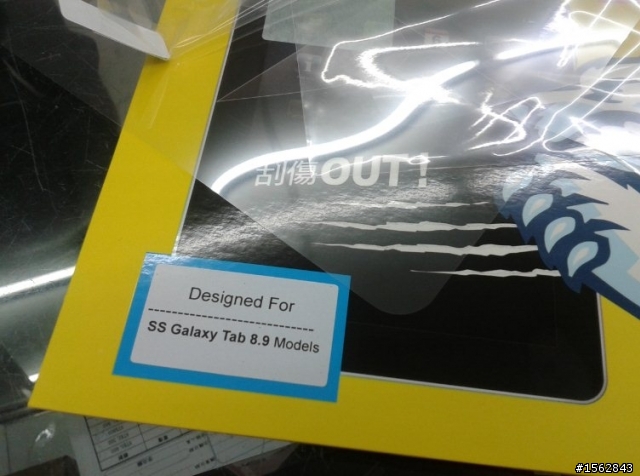 刮傷OUT!
Designed For
SS Galaxy Tab 8.9 Models
#1562843